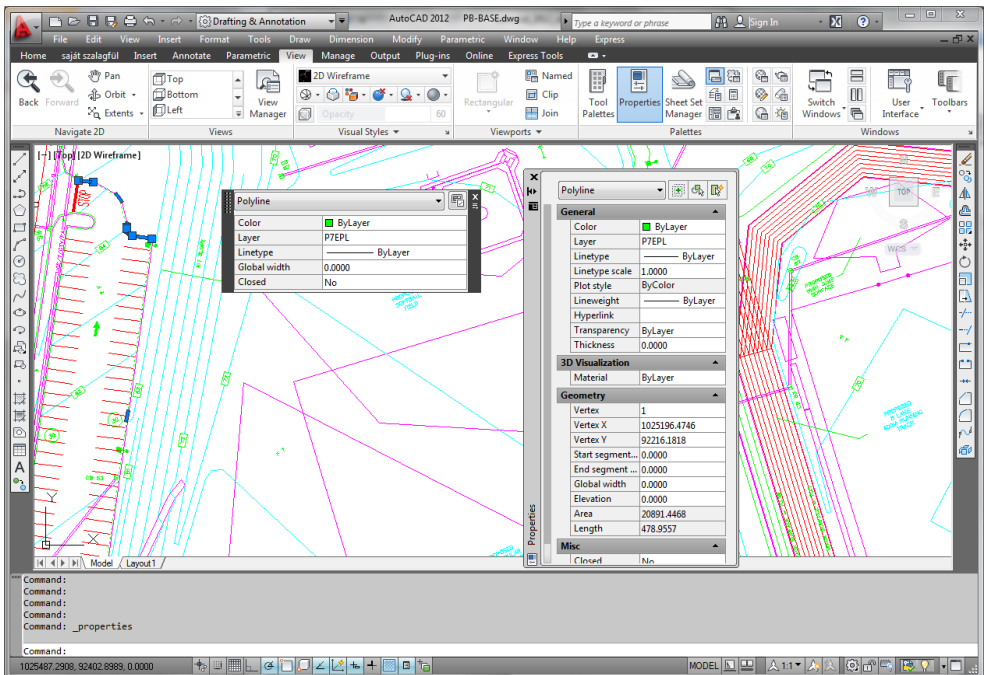 Drafting & Annotation
AutoCAD 2012 PB-BASE.dwg
Type a keyword or phrase
Sign In
File Edit View Insert Format Tools Draw Dimension Modify Parametric Window Help Express
Home saját szalagfül Insert Annotate Parametric View Manage Output Plug-ins Online Express Tools
Back
Forward
Pan
Orbit
Extents
Navigate 2D
Top
Bottom
Left
View Manager
Views
2D Wireframe
Opacity 60
Visual Styles
Rectangular
Named
Clip
Join
Viewports
Tool Palettes
Properties
Sheet Set Manager
Palettes
Switch Windows
User Interface
Toolbars
Windows
[−] [Top] [2D Wireframe]
STOP
TOP
WCS
Polyline
Color ByLayer
Layer P7EPL
Linetype ByLayer
Global width 0.0000
Closed No
Polyline
General
Color ByLayer
Layer P7EPL
Linetype ByLayer
Linetype scale 1.0000
Plot style ByColor
Lineweight ByLayer
Hyperlink
Transparency ByLayer
Thickness 0.0000
3D Visualization
Material ByLayer
Geometry
Vertex 1
Vertex X 1025196.4746
Vertex Y 92216.1818
Start segment... 0.0000
End segment ... 0.0000
Global width 0.0000
Elevation 0.0000
Area 20891.4468
Length 478.9557
Misc
Closed No
Properties
Y
X
Model Layout1
Command:
Command:
Command:
Command:
Command: _properties
Command:
1025487.2908, 92402.8989, 0.0000
MODEL
1:1